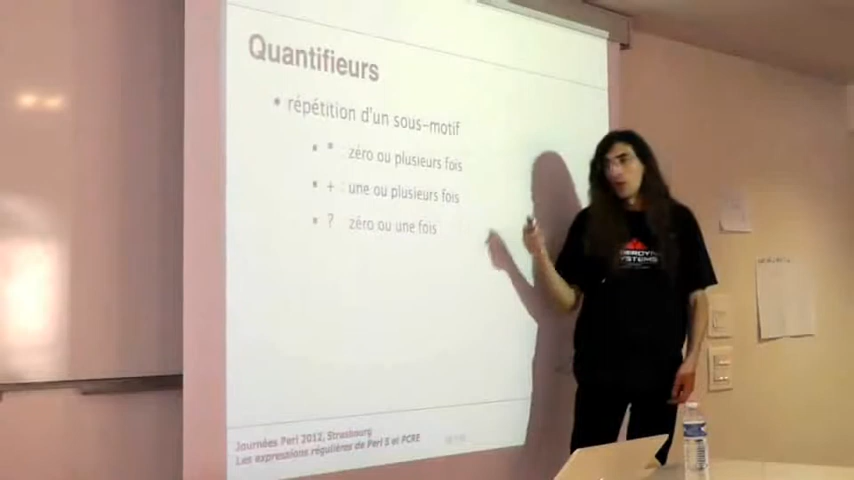 Quantifieurs
• répétition d'un sous-motif
▪ * : zéro ou plusieurs fois
▪ + : une ou plusieurs fois
▪ ? zéro ou une fois
SYSTEMS
Journées Perl 2012, Strasbourg
Les expressions régulières de Perl 5 et PCRE